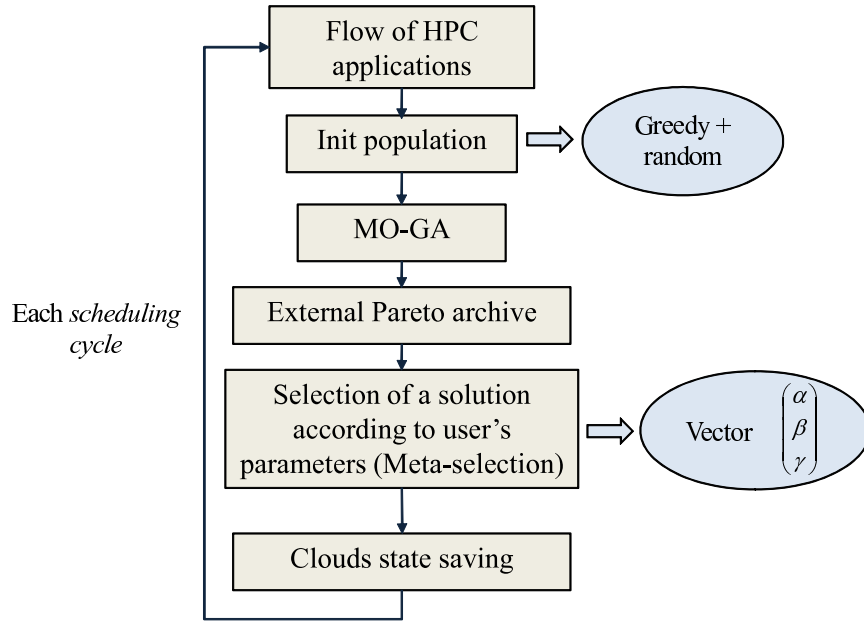 Flow of HPC
applications
Init population
Greedy +
random
MO-GA
Each scheduling
cycle
External Pareto archive
Selection of a solution
according to user's
parameters (Meta-selection)
Vector
α
β
γ
Clouds state saving